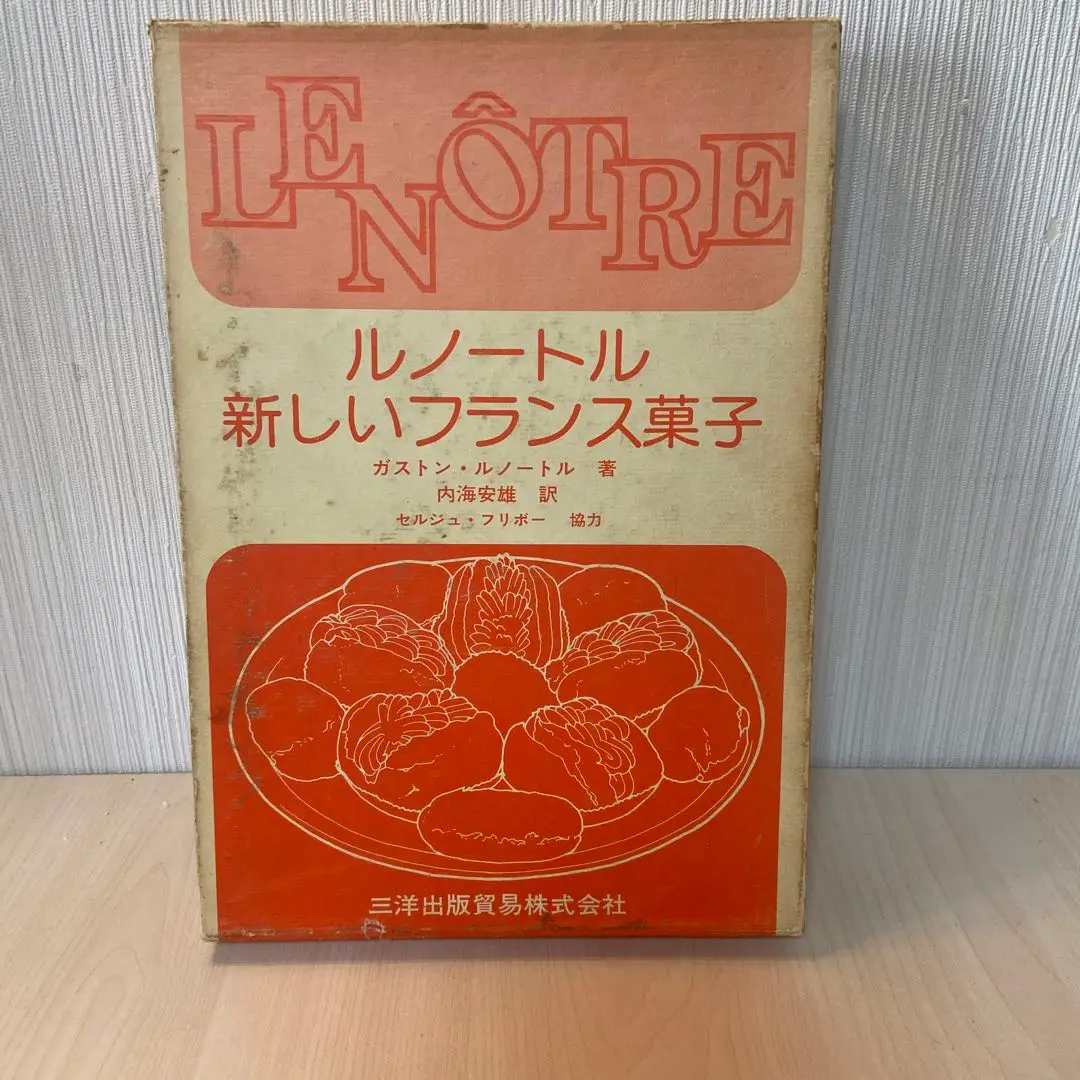 LENÔTRE
ルノートル
新しいフランス菓子
ガストン・ルノートル 著
内海安雄 訳
セルジュ・フリボー 協力
三洋出版貿易株式会社